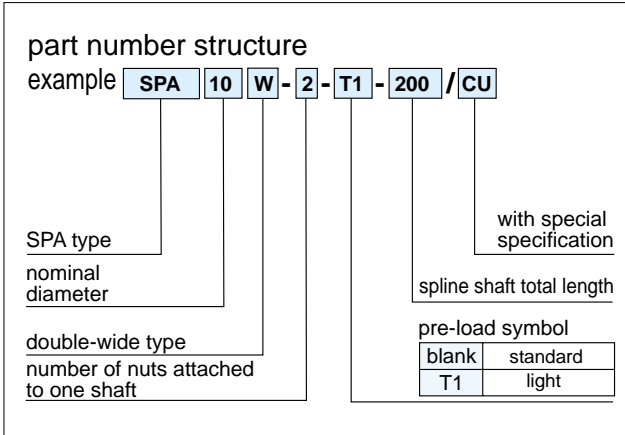 part number structure
example SPA 10 W - 2 - T1 - 200 / CU
with special
specification
SPA type
nominal
diameter
spline shaft total length
pre-load symbol
double-wide type
blank standard
number of nuts attached
to one shaft
T1 light